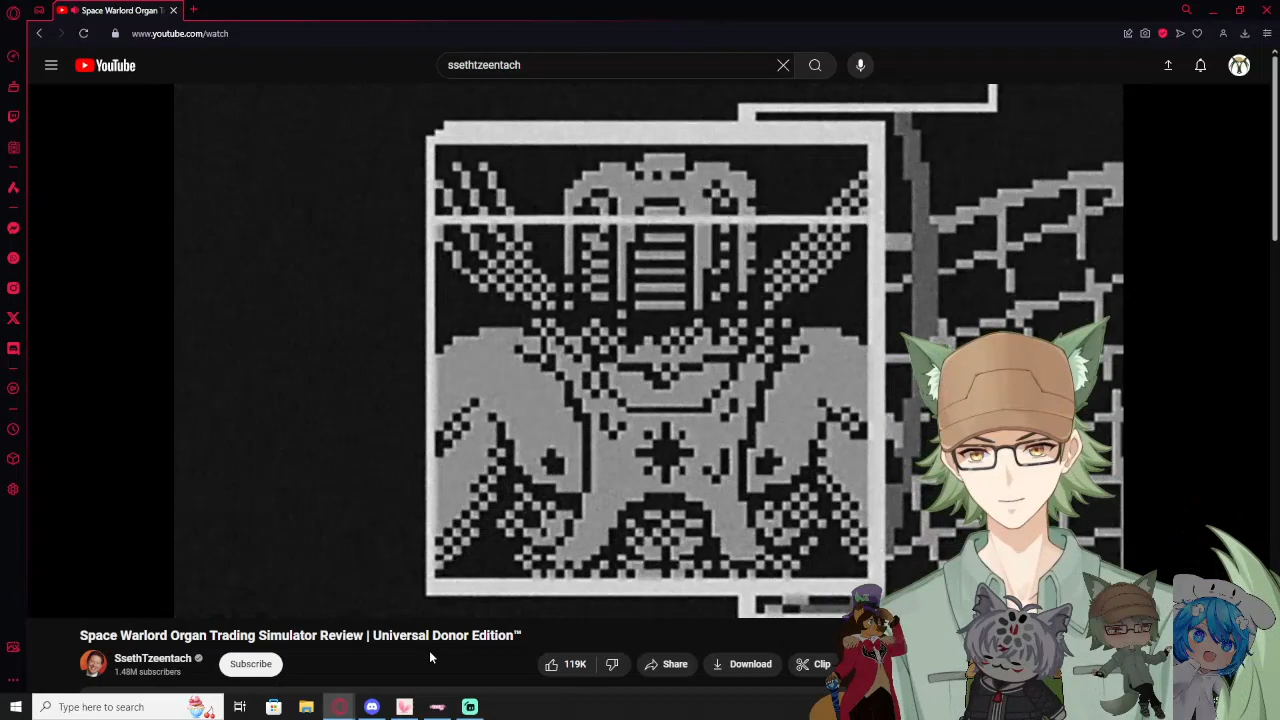 Space Warlord Organ T
www.youtube.com/watch
YouTube
ssethtzeentach
Space Warlord Organ Trading Simulator Review | Universal Donor Edition™
SsethTzeentach
1.48M subscribers
Subscribe
119K
Share
Download
Clip
Type here to search